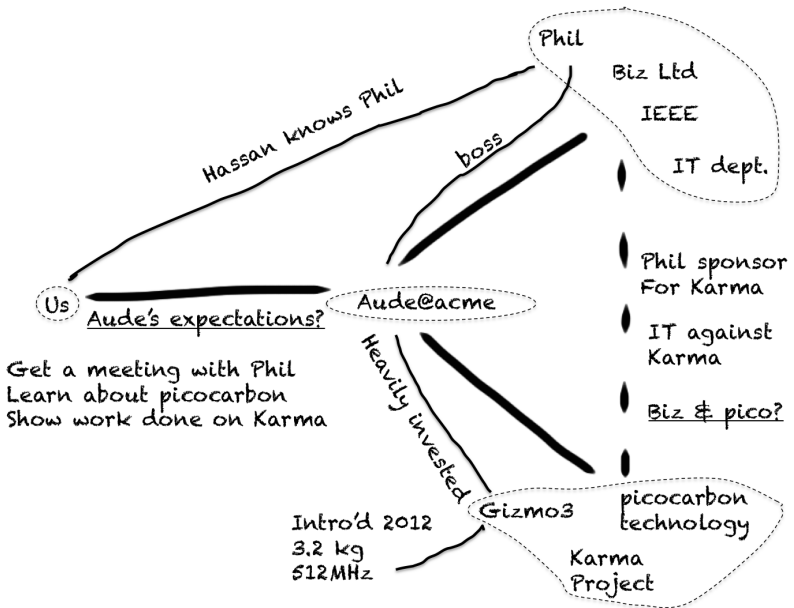 Phil
Biz Ltd
IEEE
IT dept.
Hassan knows Phil
boss
Us
Aude's expectations?
Aude@acme
Phil sponsor
For Karma
IT against
Karma
Biz & pico?
Get a meeting with Phil
Learn about picocarbon
Show work done on Karma
Heavily invested
Intro'd 2012
3.2 kg
512MHz
Gizmo3
picocarbon
technology
Karma
Project